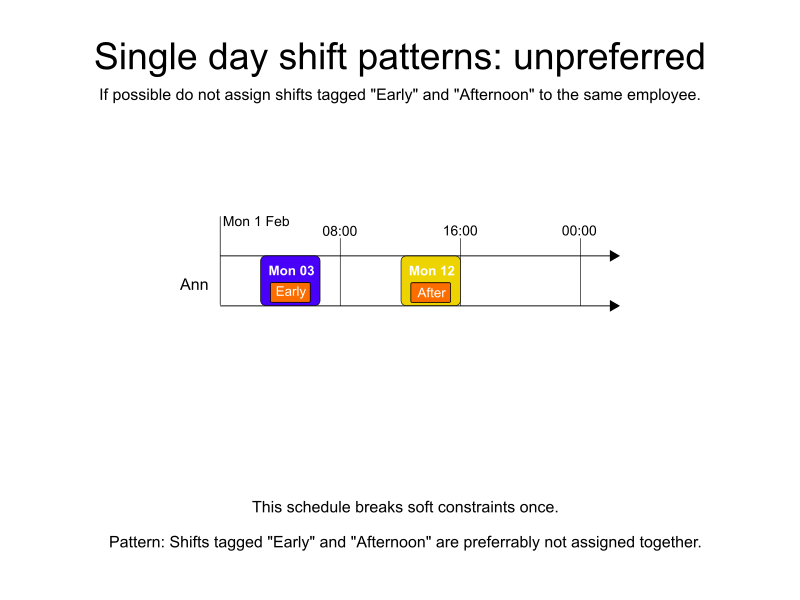 Single day shift patterns: unpreferred
If possible do not assign shifts tagged "Early" and "Afternoon" to the same employee.
Mon 1 Feb
08:00
16:00
00:00
Ann
Mon 03
Early
Mon 12
After
This schedule breaks soft constraints once.
Pattern: Shifts tagged "Early" and "Afternoon" are preferrably not assigned together.